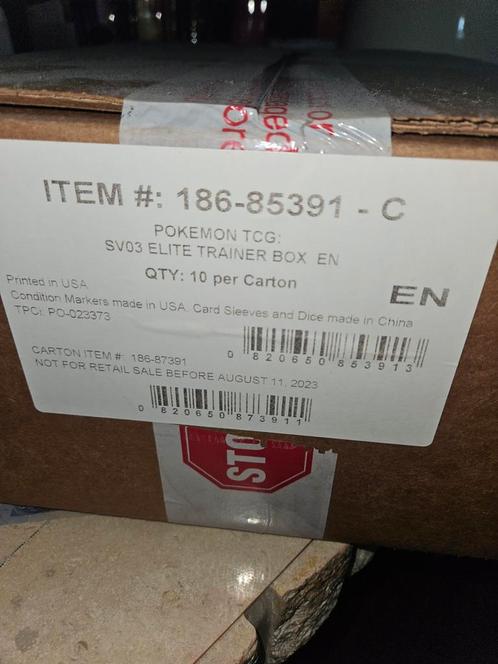 ITEM #: 186-85391 - C
POKEMON TCG:
SV03 ELITE TRAINER BOX EN
QTY: 10 per Carton
EN
Printed in USA
Condition Markers made in USA. Card Sleeves and Dice made in China
TPCi: PO-023373
0 820650 853913
CARTON ITEM #: 186-87391
NOT FOR RETAIL SALE BEFORE AUGUST 11, 2023
0 820650 873911
STO